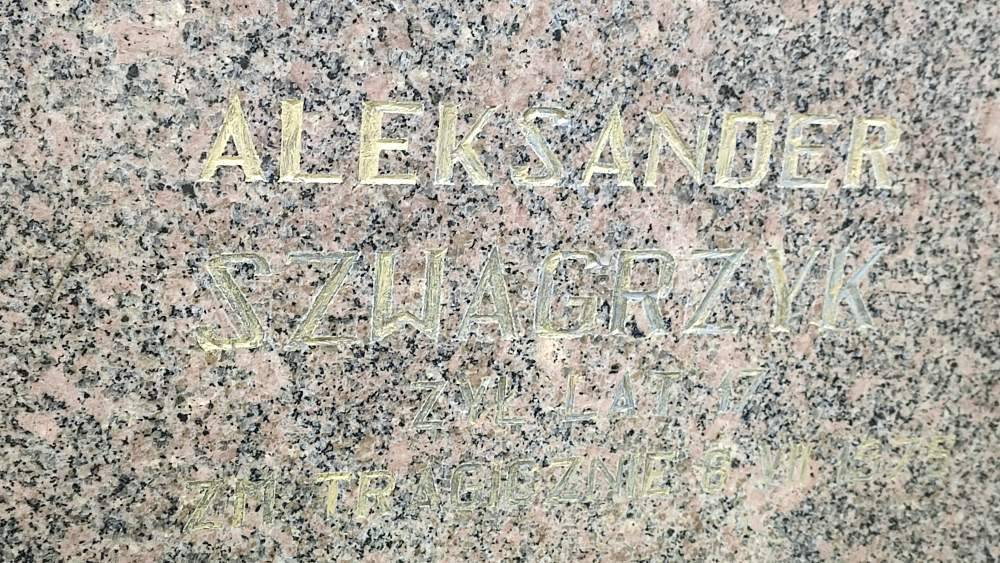 ALEKSANDER
SZWAGRZYK
ŻYŁ LAT 17
ZM TRAGICZNIE 6 VII